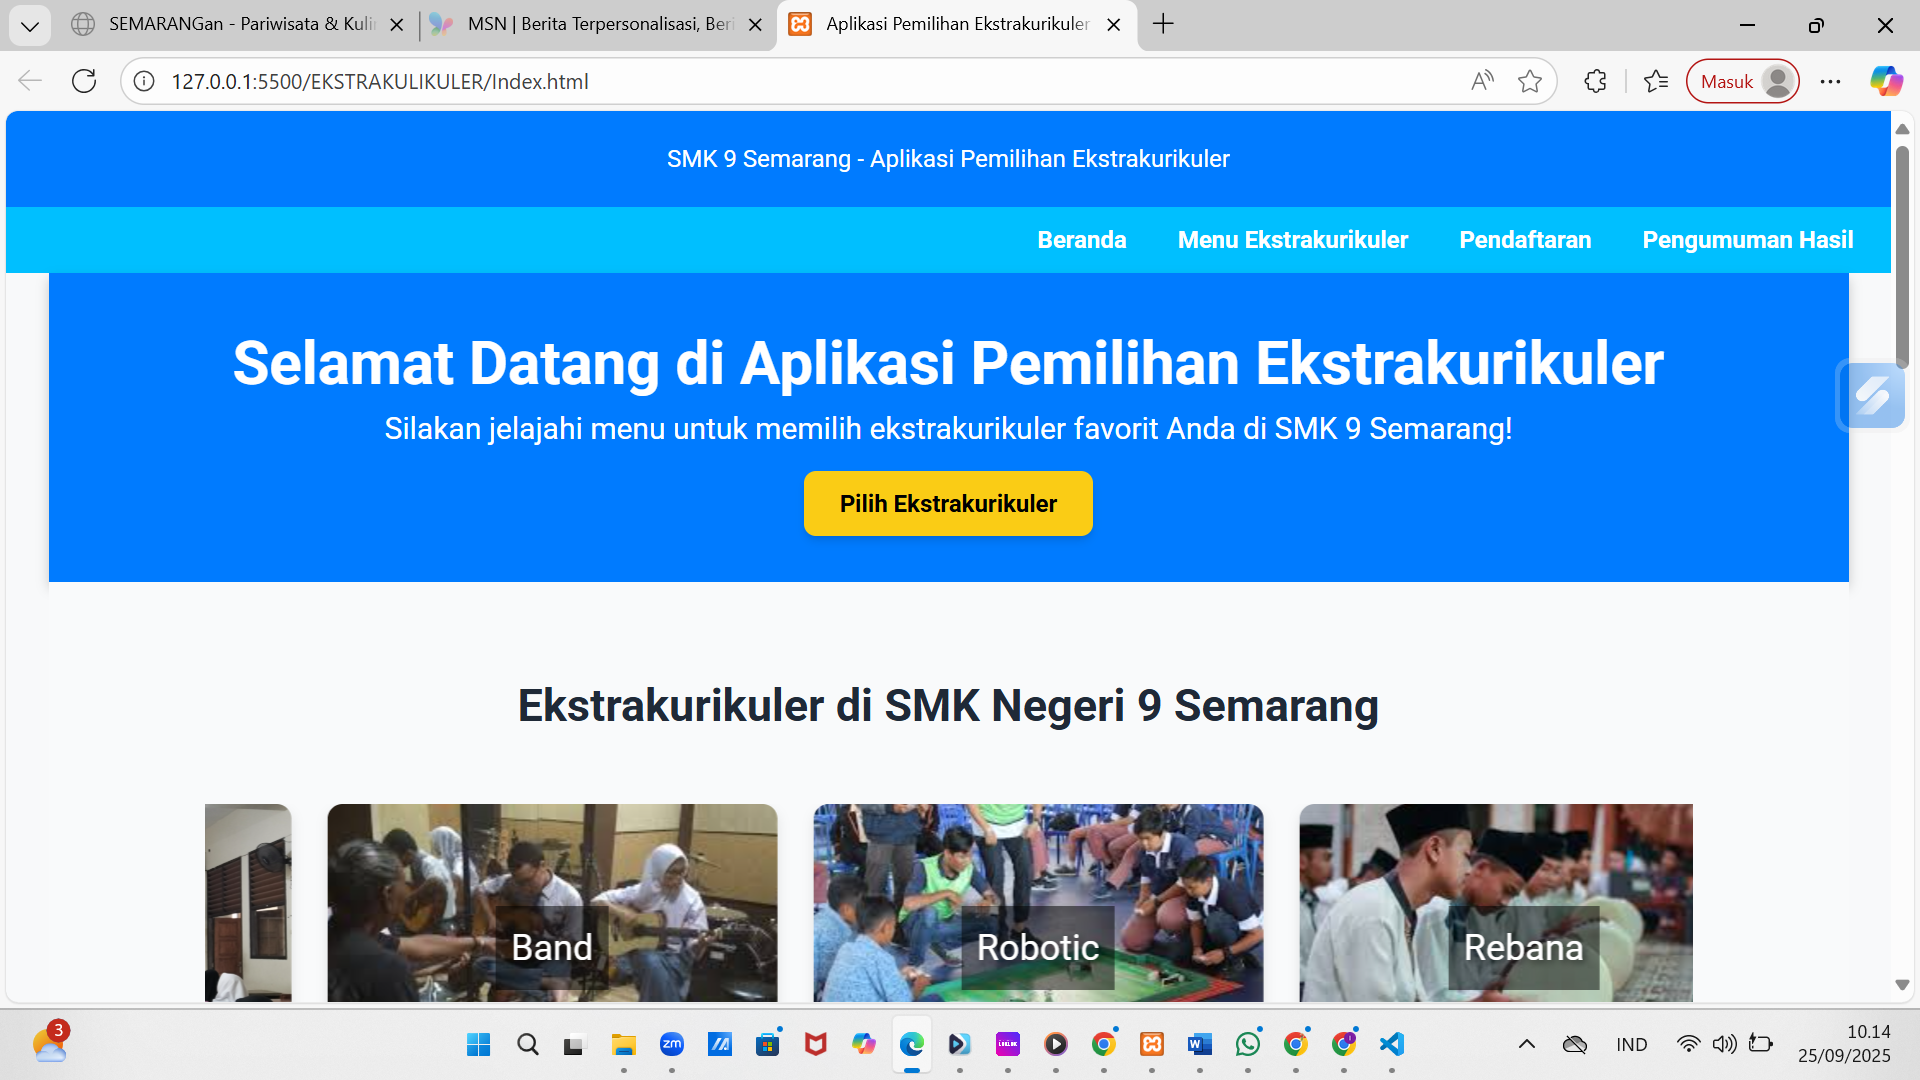 SEMARANGan - Pariwisata & Kuli
MSN | Berita Terpersonalisasi, Beri
Aplikasi Pemilihan Ekstrakurikuler
127.0.0.1:5500/EKSTRAKULIKULER/Index.html
Masuk
SMK 9 Semarang - Aplikasi Pemilihan Ekstrakurikuler
Beranda Menu Ekstrakurikuler Pendaftaran Pengumuman Hasil
Selamat Datang di Aplikasi Pemilihan Ekstrakurikuler
Silakan jelajahi menu untuk memilih ekstrakurikuler favorit Anda di SMK 9 Semarang!
Pilih Ekstrakurikuler
Ekstrakurikuler di SMK Negeri 9 Semarang
Band
Robotic
Rebana
3
zm
IND
10.14
25/09/2025